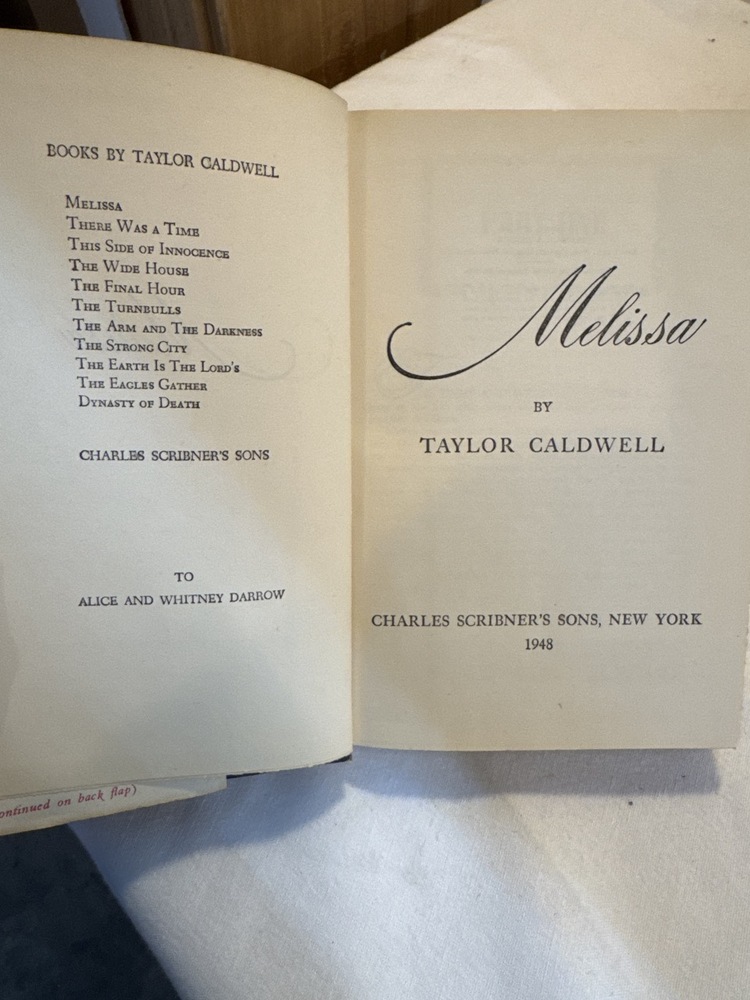 BOOKS BY TAYLOR CALDWELL
MELISSA
THERE WAS A TIME
THIS SIDE OF INNOCENCE
THE WIDE HOUSE
THE FINAL HOUR
THE TURNBULLS
THE ARM AND THE DARKNESS
THE STRONG CITY
THE EARTH IS THE LORD'S
THE EAGLES GATHER
DYNASTY OF DEATH
CHARLES SCRIBNER'S SONS
TO
ALICE AND WHITNEY DARROW
on back flap)
Melissa
BY
TAYLOR CALDWELL
CHARLES SCRIBNER'S SONS, NEW YORK
1948